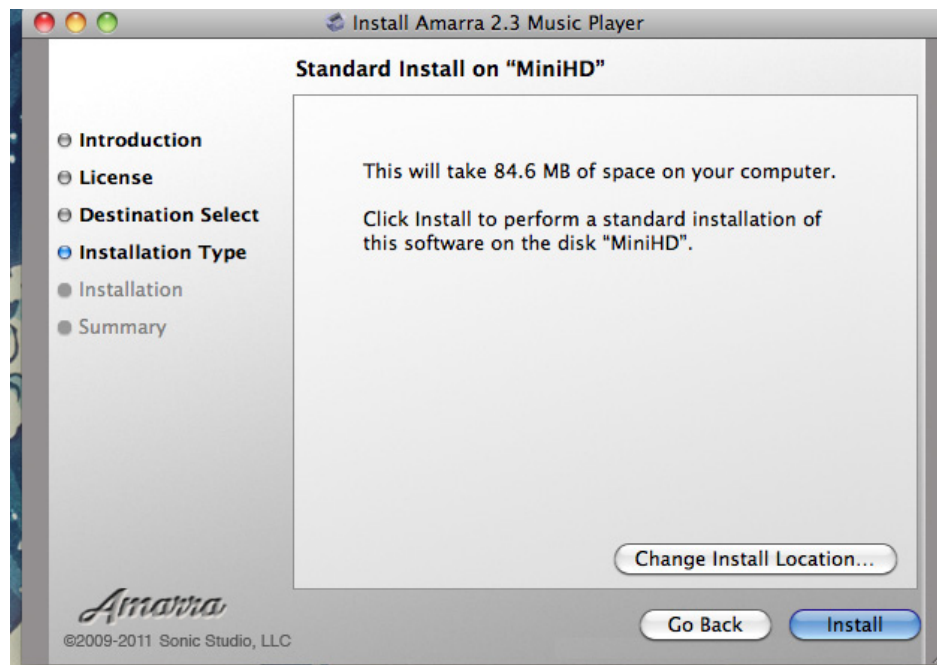 Install Amarra 2.3 Music Player
Standard Install on “MiniHD”
Introduction
License
Destination Select
Installation Type
Installation
Summary
This will take 84.6 MB of space on your computer.
Click Install to perform a standard installation of
this software on the disk “MiniHD”.
Change Install Location...
Amarra
©2009-2011 Sonic Studio, LLC
Go Back
Install